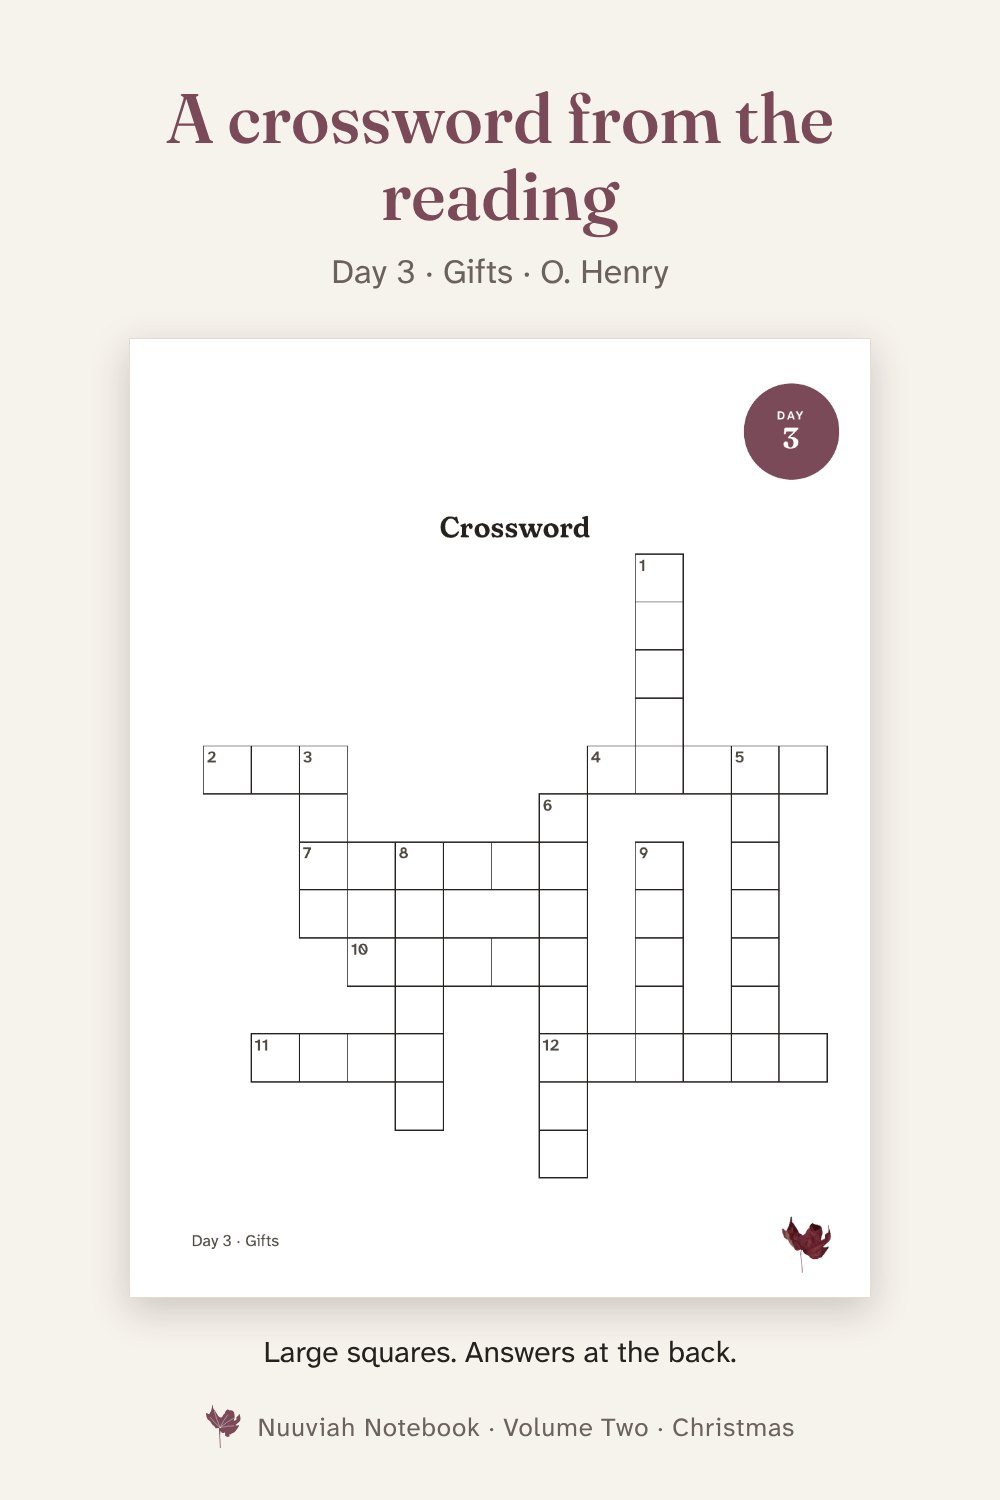 A crossword from the
reading
Day 3 · Gifts · O. Henry
DAY
3
Crossword
1
2 3 4 5
6
7 8 9
10
11 12
Day 3 · Gifts
Large squares. Answers at the back.
Nuuviah Notebook · Volume Two · Christmas